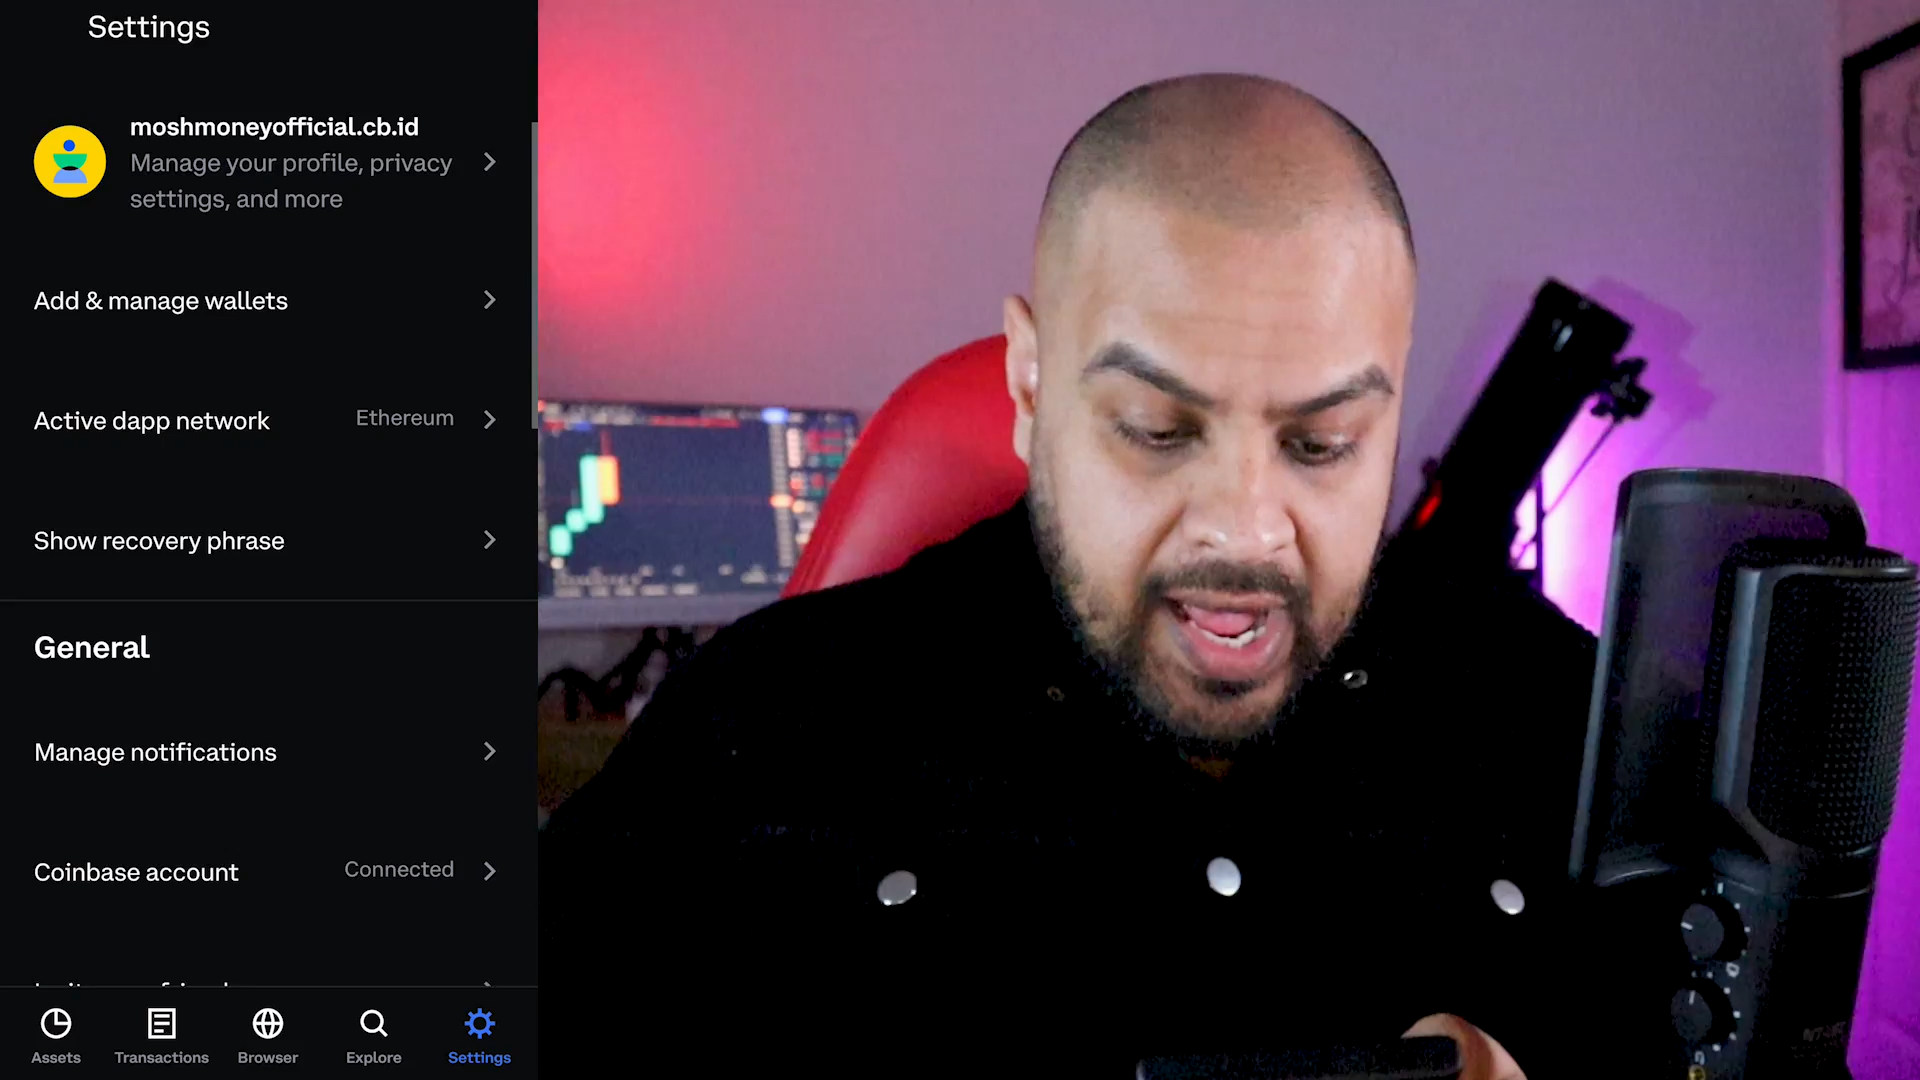 Settings
moshmoneyofficial.cb.id
Manage your profile, privacy
settings, and more
Add & manage wallets
Active dapp network
Ethereum
Show recovery phrase
General
Manage notifications
Coinbase account
Connected
Assets
Transactions
Browser
Explore
Settings